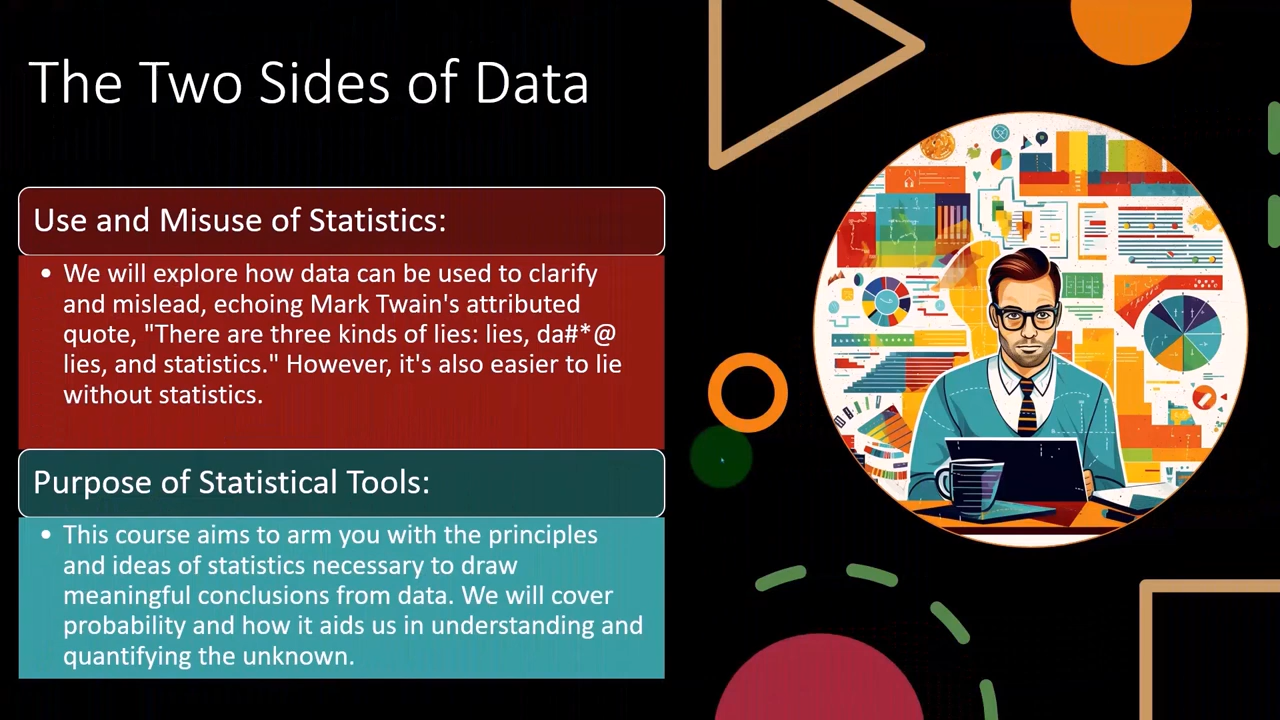 The Two Sides of Data
Use and Misuse of Statistics:
• We will explore how data can be used to clarify
and mislead, echoing Mark Twain's attributed
quote, "There are three kinds of lies: lies, da#*@
lies, and statistics." However, it's also easier to lie
without statistics.
Purpose of Statistical Tools:
• This course aims to arm you with the principles
and ideas of statistics necessary to draw
meaningful conclusions from data. We will cover
probability and how it aids us in understanding and
quantifying the unknown.